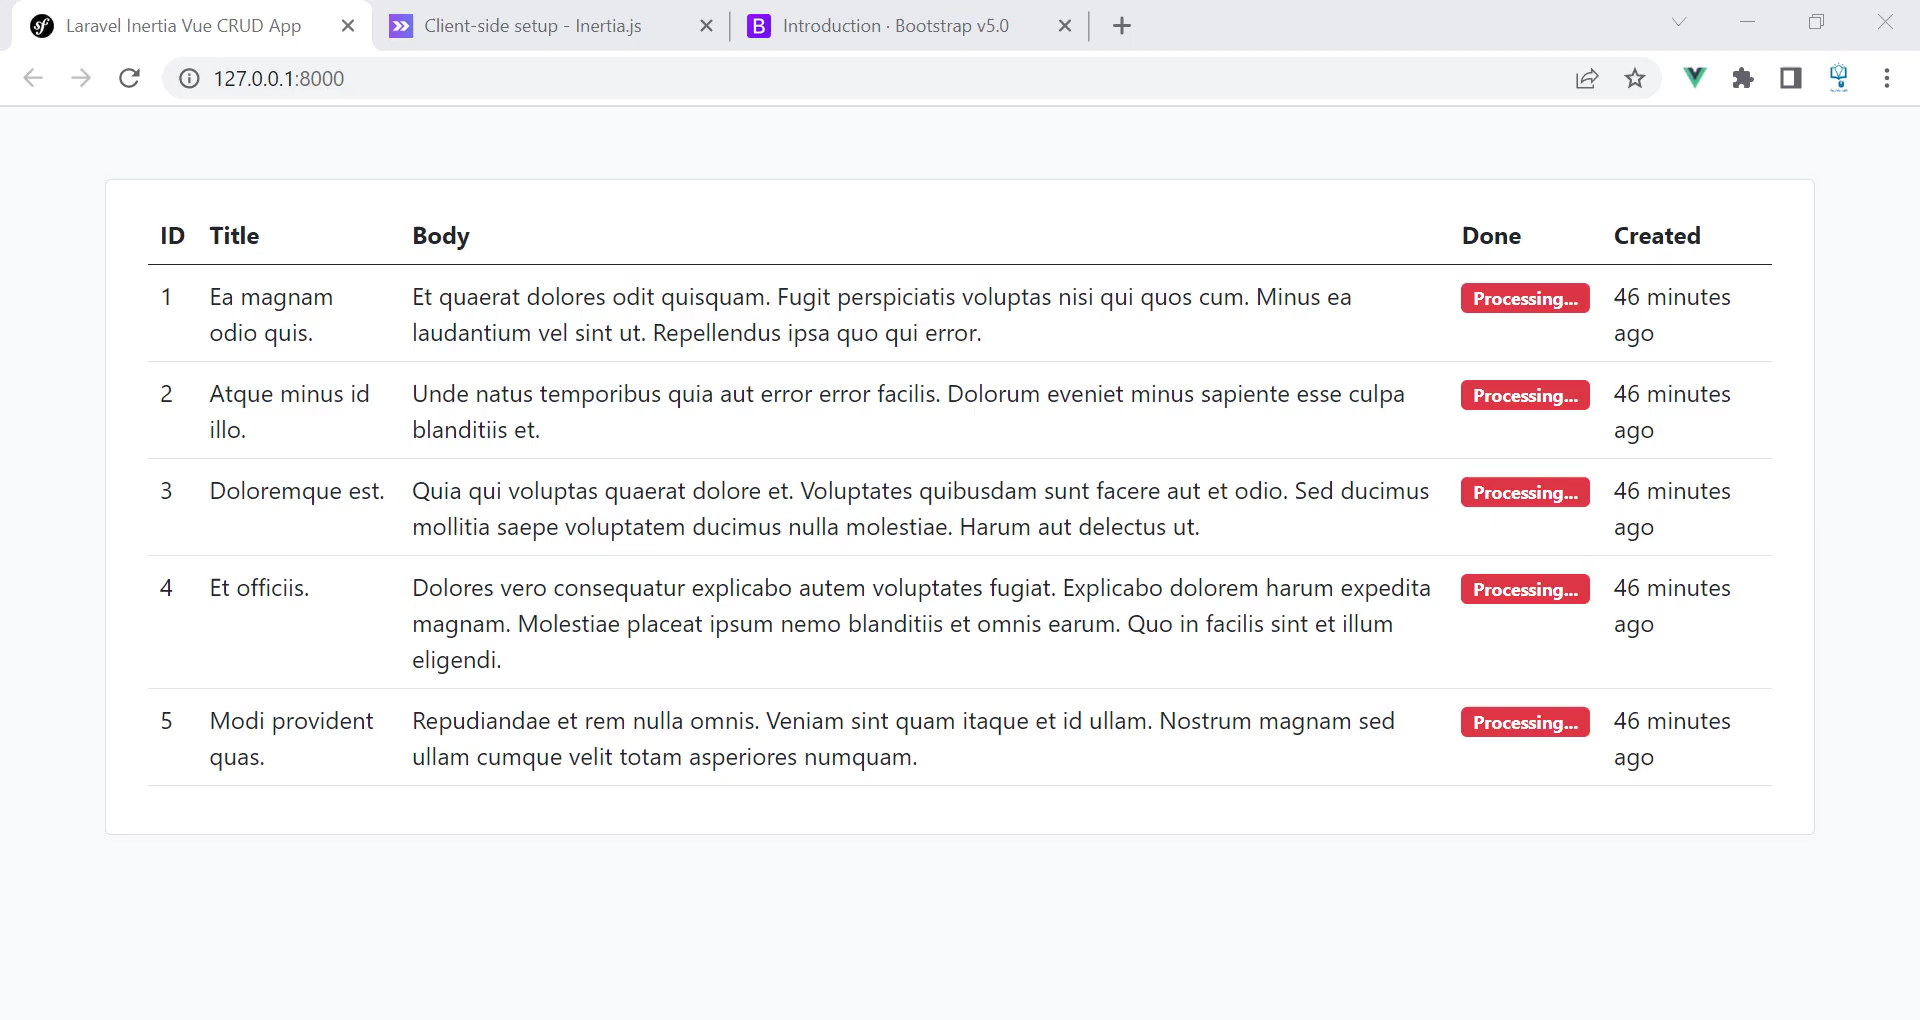 Laravel Inertia Vue CRUD App
Client-side setup - Inertia.js
B
Introduction · Bootstrap v5.0
127.0.0.1:8000
ID Title Body Done Created
1 Ea magnam Et quaerat dolores odit quisquam. Fugit perspiciatis voluptas nisi qui quos cum. Minus ea Processing... 46 minutes
odio quis. laudantium vel sint ut. Repellendus ipsa quo qui error. ago
2 Atque minus id Unde natus temporibus quia aut error error facilis. Dolorum eveniet minus sapiente esse culpa Processing... 46 minutes
illo. blanditiis et. ago
3 Doloremque est. Quia qui voluptas quaerat dolore et. Voluptates quibusdam sunt facere aut et odio. Sed ducimus Processing... 46 minutes
mollitia saepe voluptatem ducimus nulla molestiae. Harum aut delectus ut. ago
4 Et officiis. Dolores vero consequatur explicabo autem voluptates fugiat. Explicabo dolorem harum expedita Processing... 46 minutes
magnam. Molestiae placeat ipsum nemo blanditiis et omnis earum. Quo in facilis sint et illum ago
eligendi.
5 Modi provident Repudiandae et rem nulla omnis. Veniam sint quam itaque et id ullam. Nostrum magnam sed Processing... 46 minutes
quas. ullam cumque velit totam asperiores numquam. ago